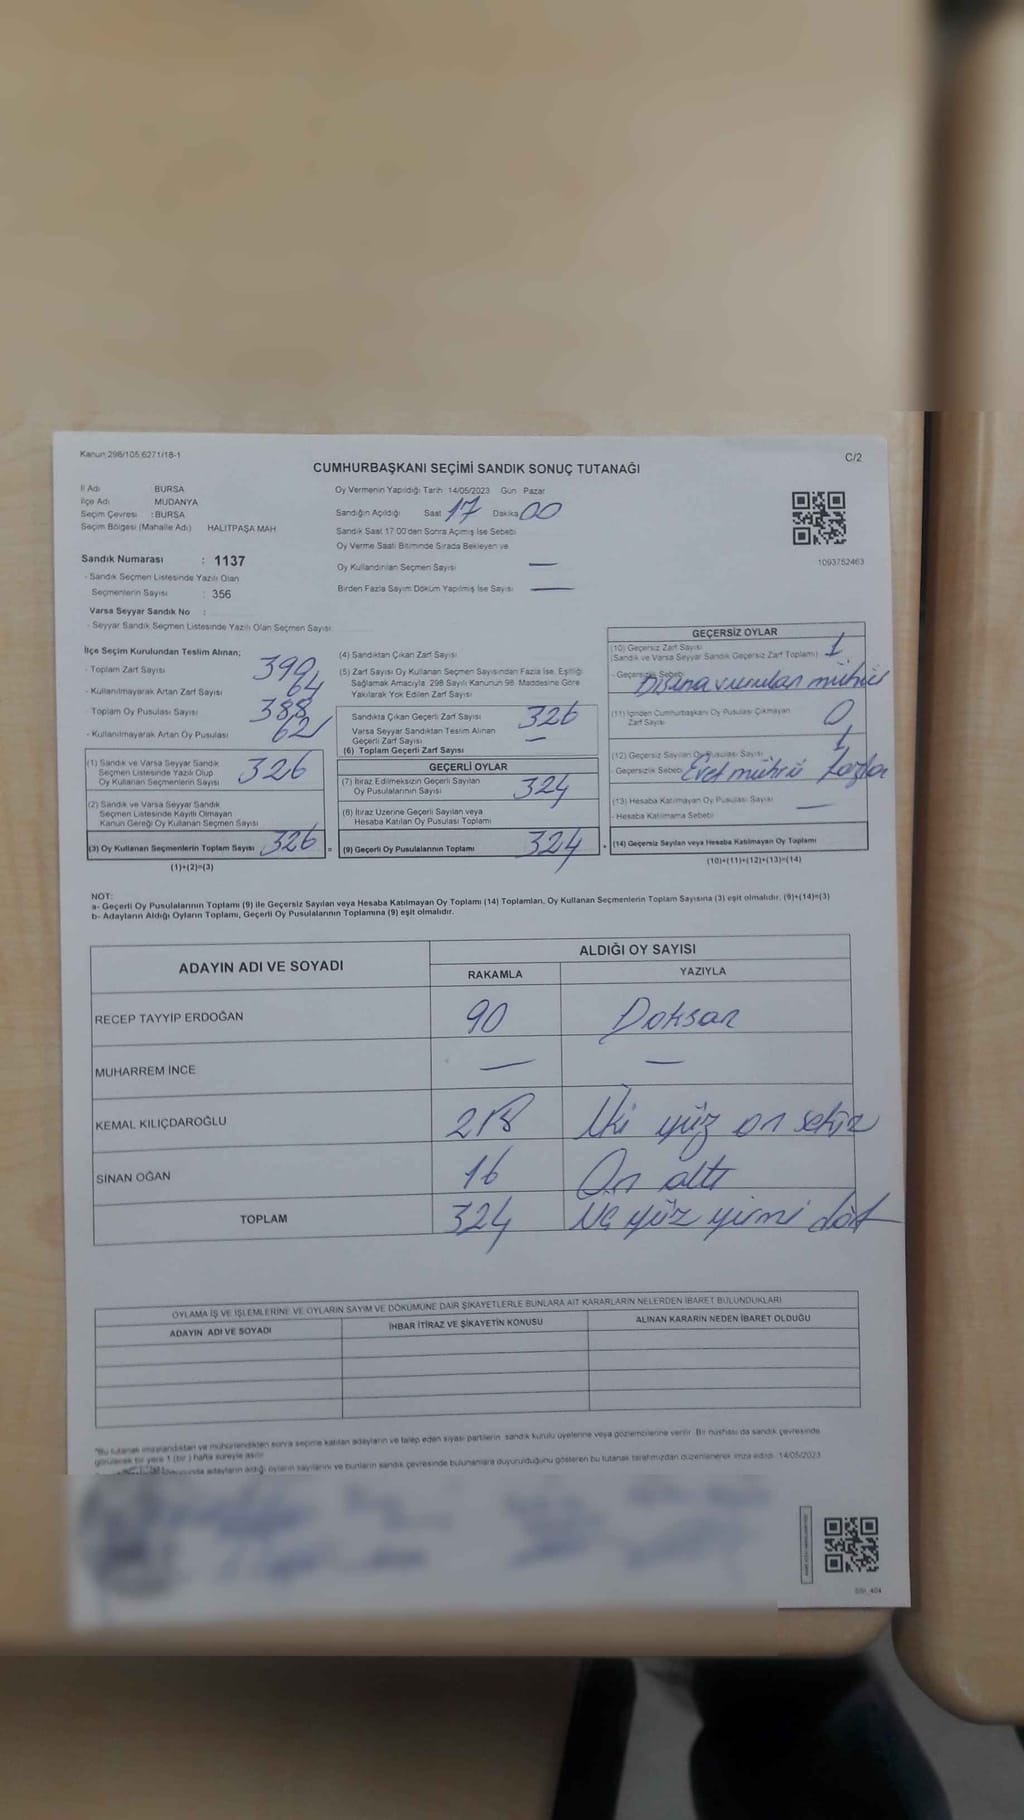 Kanun 298/105,6271/18-1
C/2
CUMHURBAŞKANI SEÇİMİ SANDIK SONUÇ TUTANAĞI
İl Adı BURSA
İlçe Adı MUDANYA
Seçim Çevresi : BURSA
Seçim Bölgesi (Mahalle Adı) HALİTPAŞA MAH
Sandık Numarası : 1137
- Sandık Seçmen Listesinde Yazılı Olan
Seçmenlerin Sayısı : 356
Varsa Seyyar Sandık No :
- Seyyar Sandık Seçmen Listesinde Yazılı Olan Seçmen Sayısı
Oy Vermenin Yapıldığı Tarih 14/05/2023 Gün Pazar
Sandığın Açıldığı Saat 17 Dakika 00
Sandık Saat 17:00'den Sonra Açılmış İse Sebebi
Oy Verme Saati Bitiminde Sırada Bekleyen ve
Oy Kullandırılan Seçmen Sayısı —
Birden Fazla Sayım Döküm Yapılmış İse Sayısı —
1093752463
İlçe Seçim Kurulundan Teslim Alınan;
- Toplam Zarf Sayısı 390
- Kullanılmayarak Artan Zarf Sayısı 64
- Toplam Oy Pusulası Sayısı 388
- Kullanılmayarak Artan Oy Pusulası 62
(1) Sandık ve Varsa Seyyar Sandık
Seçmen Listesinde Yazılı Olup
Oy Kullanan Seçmenlerin Sayısı 326
(2) Sandık ve Varsa Seyyar Sandık
Seçmen Listesinde Kayıtlı Olmayan
Kanun Gereği Oy Kullanan Seçmen Sayısı
(3) Oy Kullanan Seçmenlerin Toplam Sayısı 326 =
(1)+(2)=(3)
(4) Sandıktan Çıkan Zarf Sayısı
(5) Zarf Sayısı Oy Kullanan Seçmen Sayısından Fazla İse, Eşitliği
Sağlamak Amacıyla, 298 Sayılı Kanunun 98. Maddesine Göre
Yakılarak Yok Edilen Zarf Sayısı
Sandıkta Çıkan Geçerli Zarf Sayısı 326
Varsa Seyyar Sandıktan Teslim Alınan
Geçerli Zarf Sayısı —
(6) Toplam Geçerli Zarf Sayısı
GEÇERLİ OYLAR
(7) İtiraz Edilmeksizin Geçerli Sayılan
Oy Pusulalarının Sayısı 324
(8) İtiraz Üzerine Geçerli Sayılan veya
Hesaba Katılan Oy Pusulası Toplamı
(9) Geçerli Oy Pusulalarının Toplamı 324 +
GEÇERSİZ OYLAR
(10) Geçersiz Zarf Sayısı 1
(Sandık ve Varsa Seyyar Sandık Geçersiz Zarf Toplamı)
- Geçersizlik Sebebi Dışına vurulan mühür
(11) İçinden Cumhurbaşkanı Oy Pusulası Çıkmayan
Zarf Sayısı 0
(12) Geçersiz Sayılan Oy Pusulası Sayısı 1
- Geçersizlik Sebebi Evet mührü fazla
(13) Hesaba Katılmayan Oy Pusulası Sayısı —
- Hesaba Katılmama Sebebi
(14) Geçersiz Sayılan veya Hesaba Katılmayan Oy Toplamı
(10)+(11)+(12)+(13)=(14)
NOT:
a- Geçerli Oy Pusulalarının Toplamı (9) ile Geçersiz Sayılan veya Hesaba Katılmayan Oy Toplamı (14) Toplamları, Oy Kullanan Seçmenlerin Toplam Sayısına (3) eşit olmalıdır. (9)+(14)=(3)
b- Adayların Aldığı Oyların Toplamı, Geçerli Oy Pusulalarının Toplamına (9) eşit olmalıdır.
ADAYIN ADI VE SOYADI ALDIĞI OY SAYISI
RAKAMLA YAZIYLA
RECEP TAYYİP ERDOĞAN 90 Doksan
MUHARREM İNCE — —
KEMAL KILIÇDAROĞLU 218 İki yüz on sekiz
SİNAN OĞAN 16 On altı
TOPLAM 324 Üç yüz yirmi dört
OYLAMA İŞ VE İŞLEMLERİNE VE OYLARIN SAYIM VE DÖKÜMÜNE DAİR ŞİKAYETLERLE BUNLARA AİT KARARLARIN NELERDEN İBARET BULUNDUKLARI
ADAYIN ADI VE SOYADI İHBAR İTİRAZ VE ŞİKAYETİN KONUSU ALINAN KARARIN NEDEN İBARET OLDUĞU
*Bu tutanak imzalandıktan ve mühürlendikten sonra seçime katılan adayların ve talep eden siyasi partilerin sandık kurulu üyelerine veya gözlemcilerine verilir. Bir nüshası da sandık çevresinde
görülecek bir yere 1 (bir) hafta süreyle asılır.
adayların aldığı oyların sayılarını ve bunların sandık çevresinde bulunanlara duyurulduğunu gösteren bu tutanak tarafımızdan düzenlenerek imza edildi. 14/05/2023